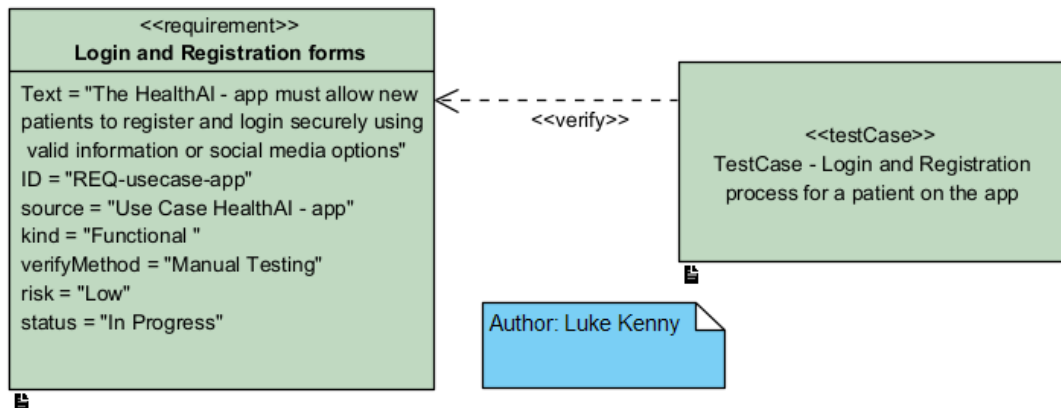 <<requirement>>
Login and Registration forms
Text = "The HealthAI - app must allow new
patients to register and login securely using
valid information or social media options"
ID = "REQ-usecase-app"
source = "Use Case HealthAI - app"
kind = "Functional "
verifyMethod = "Manual Testing"
risk = "Low"
status = "In Progress"
<<verify>>
<<testCase>>
TestCase - Login and Registration
process for a patient on the app
Author: Luke Kenny